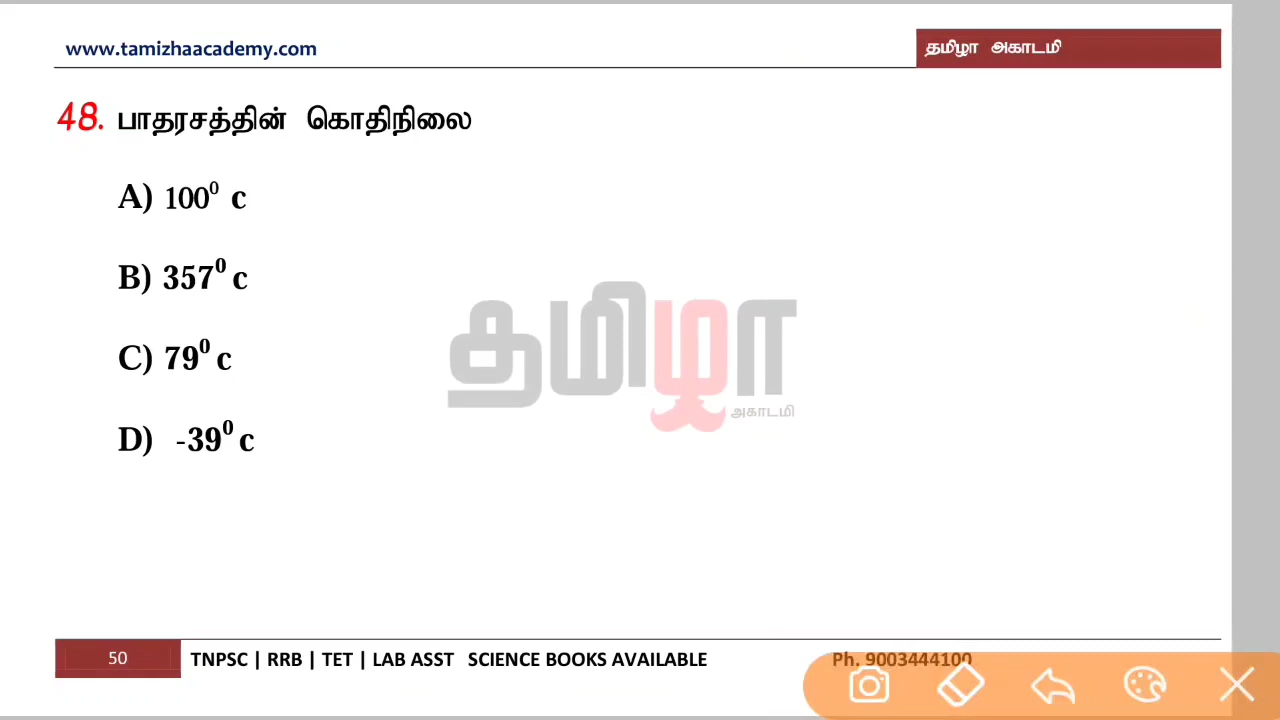 www.tamizhaacademy.com
தமிழா அகாடமி
48. பாதரசத்தின் கொதிநிலை
A) 100⁰ c
B) 357⁰ c
C) 79⁰ c
D) -39⁰ c
தமிழா
அகாடமி
50 TNPSC | RRB | TET | LAB ASST SCIENCE BOOKS AVAILABLE Ph. 9003444100